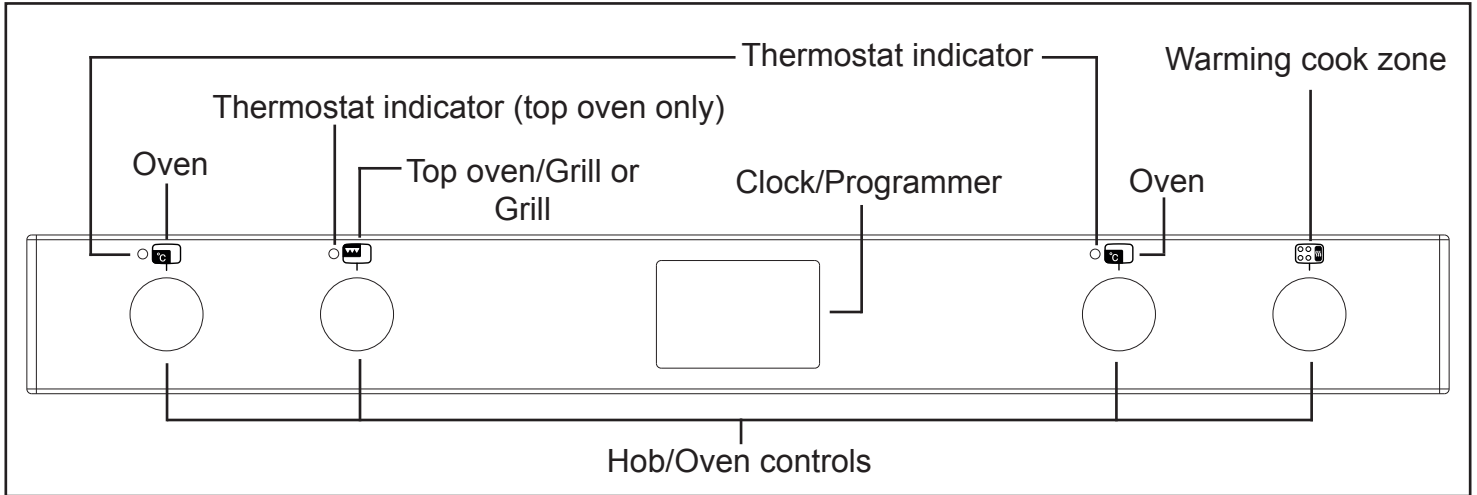 Thermostat indicator
Warming cook zone
Thermostat indicator (top oven only)
Oven
Top oven/Grill or
Grill
Clock/Programmer
Oven
°C
°C
Hob/Oven controls